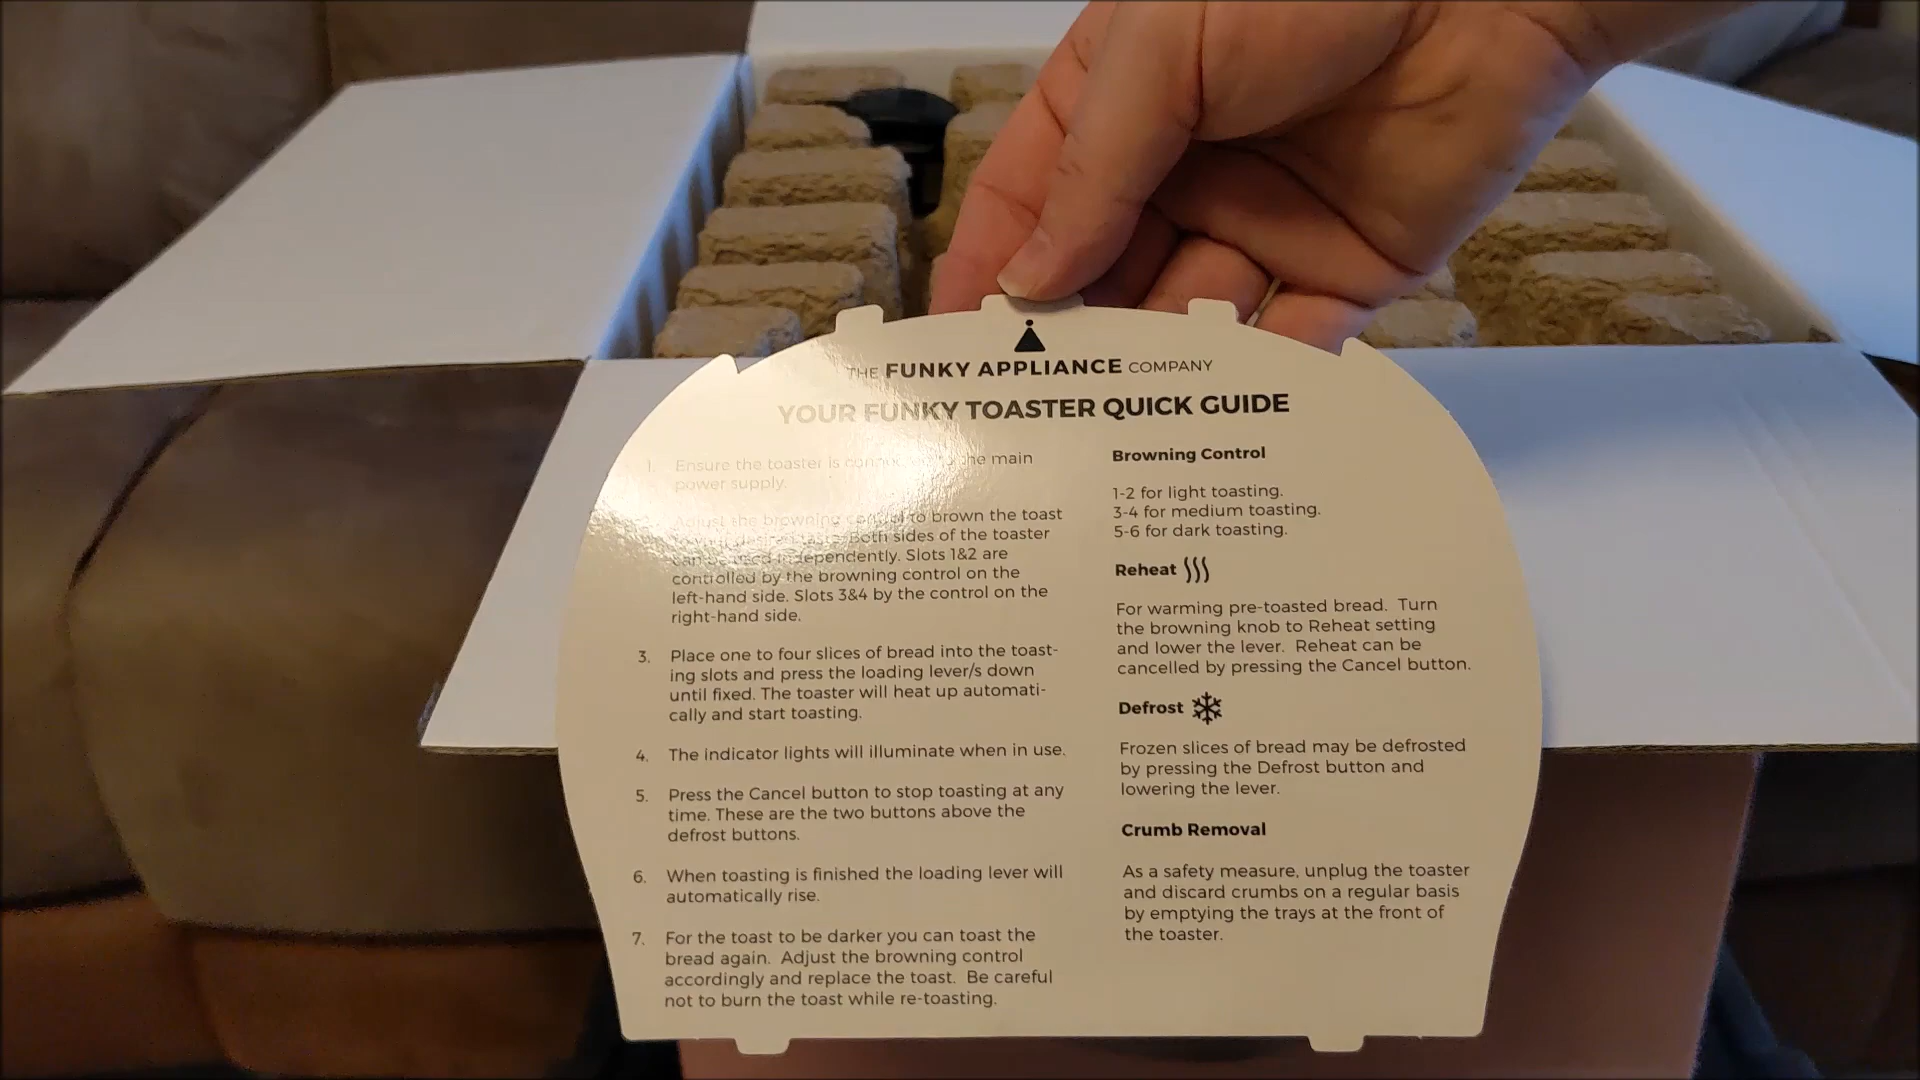 THE FUNKY APPLIANCE COMPANY
YOUR FUNKY TOASTER QUICK GUIDE
1. Ensure the toaster is connected to the main
power supply.
2. Adjust the browning control to brown the toast
to your desired taste. Both sides of the toaster
can be used independently. Slots 1&2 are
controlled by the browning control on the
left-hand side. Slots 3&4 by the control on the
right-hand side.
3. Place one to four slices of bread into the toast-
ing slots and press the loading lever/s down
until fixed. The toaster will heat up automati-
cally and start toasting.
4. The indicator lights will illuminate when in use.
5. Press the Cancel button to stop toasting at any
time. These are the two buttons above the
defrost buttons.
6. When toasting is finished the loading lever will
automatically rise.
7. For the toast to be darker you can toast the
bread again. Adjust the browning control
accordingly and replace the toast. Be careful
not to burn the toast while re-toasting.
Browning Control
1-2 for light toasting.
3-4 for medium toasting.
5-6 for dark toasting.
Reheat
For warming pre-toasted bread. Turn
the browning knob to Reheat setting
and lower the lever. Reheat can be
cancelled by pressing the Cancel button.
Defrost
Frozen slices of bread may be defrosted
by pressing the Defrost button and
lowering the lever.
Crumb Removal
As a safety measure, unplug the toaster
and discard crumbs on a regular basis
by emptying the trays at the front of
the toaster.